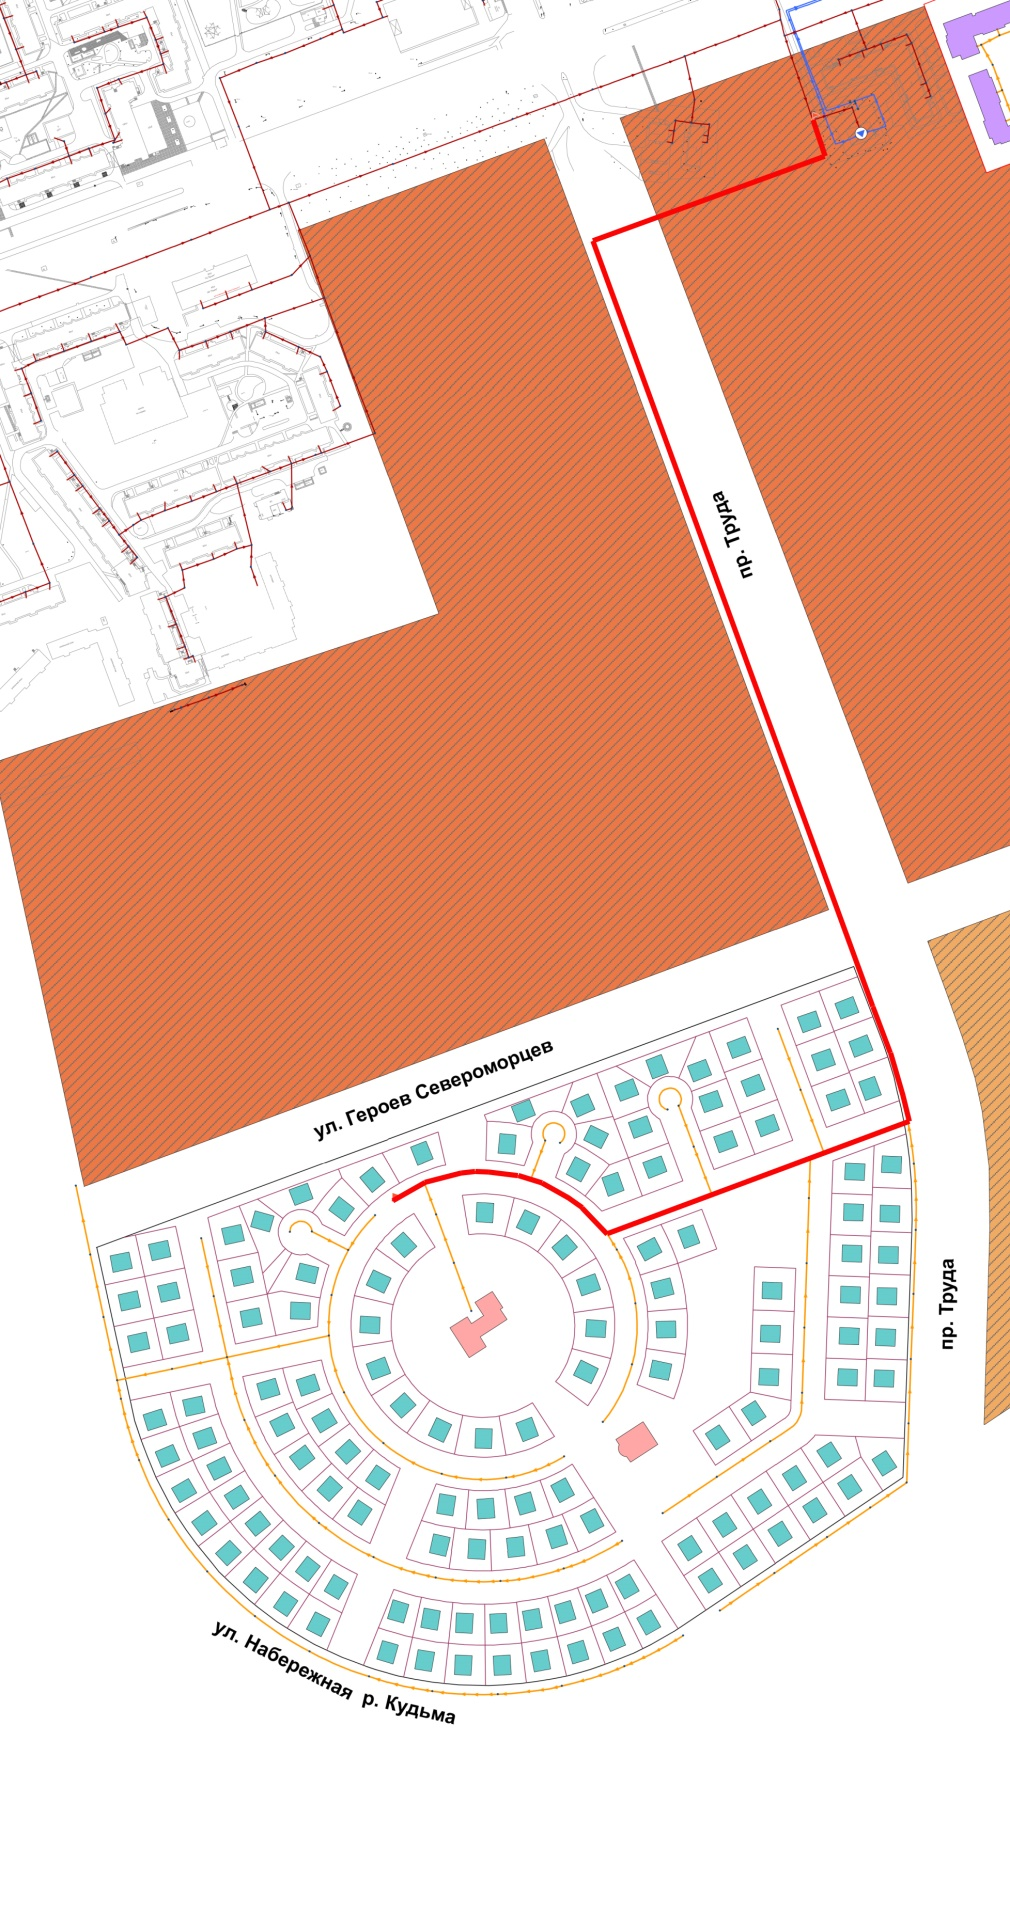 пр. Труда
ул. Героев Североморцев
пр. Труда
ул. Набережная р. Кудьма